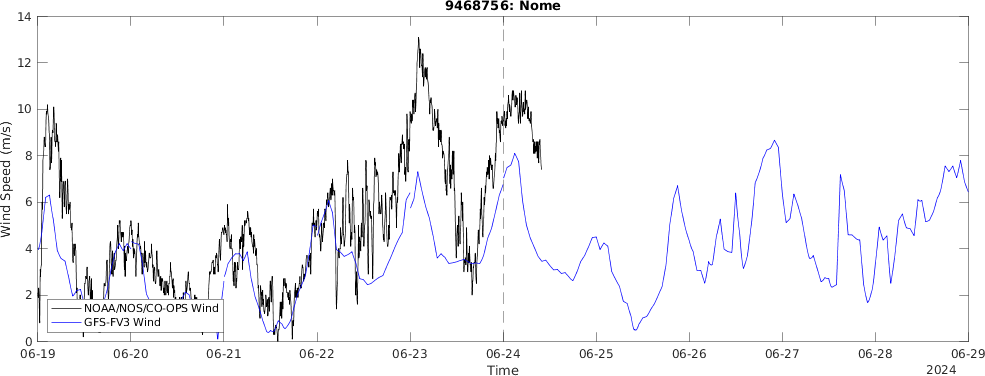 9468756: Nome
Wind Speed (m/s)
14
12
10
8
6
4
2
0
NOAA/NOS/CO-OPS Wind
GFS-FV3 Wind
06-19 06-20 06-21 06-22 06-23 06-24 06-25 06-26 06-27 06-28 06-29
Time
2024